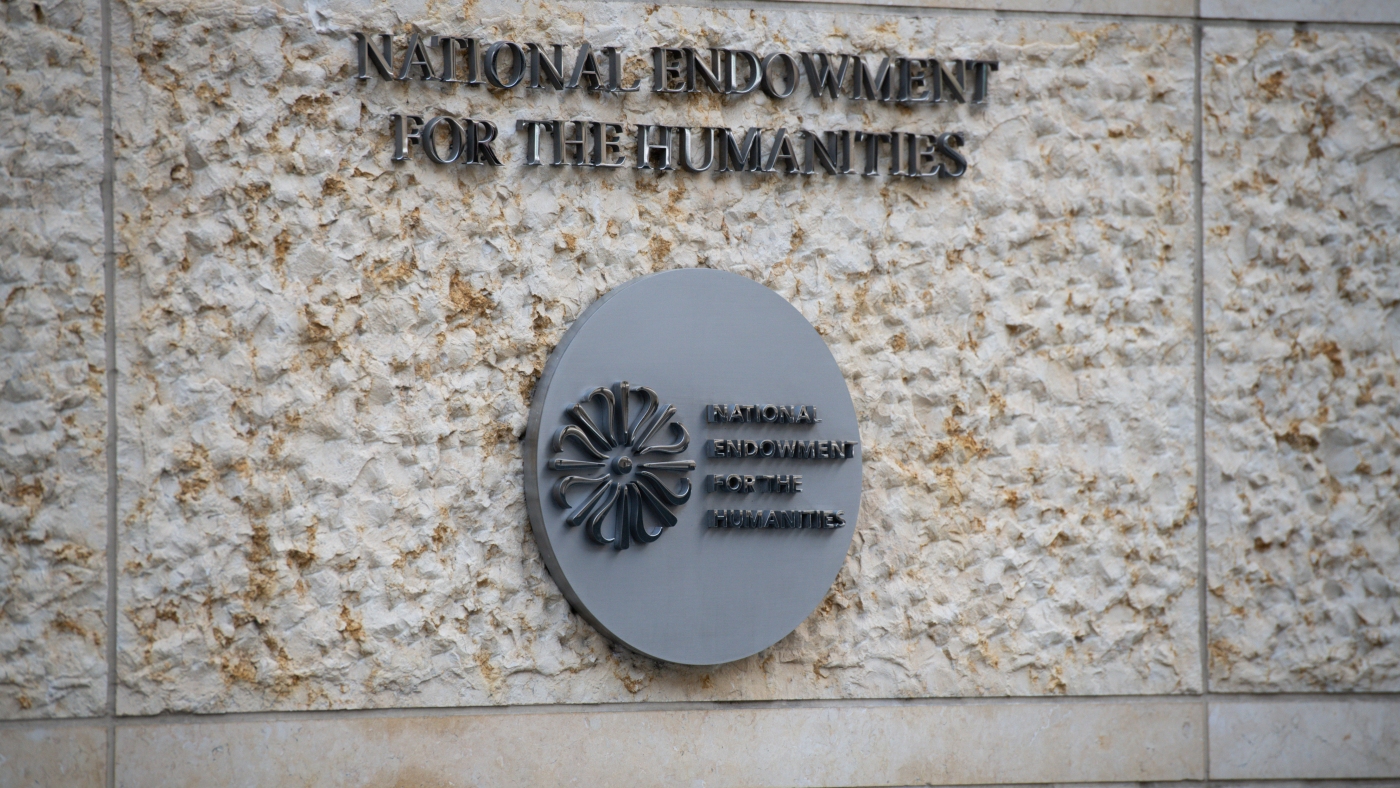 NATIONAL ENDOWMENT
FOR THE HUMANITIES
NATIONAL
ENDOWMENT
FOR THE
HUMANITIES